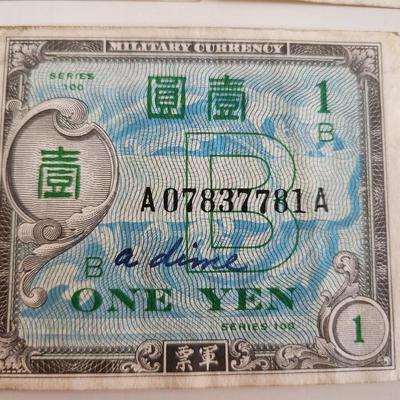 MILITARY CURRENCY
SERIES
100
圓 壹 1
B
壹
A07837781A
B
B a dime
ONE YEN
SERIES 100
票軍
1